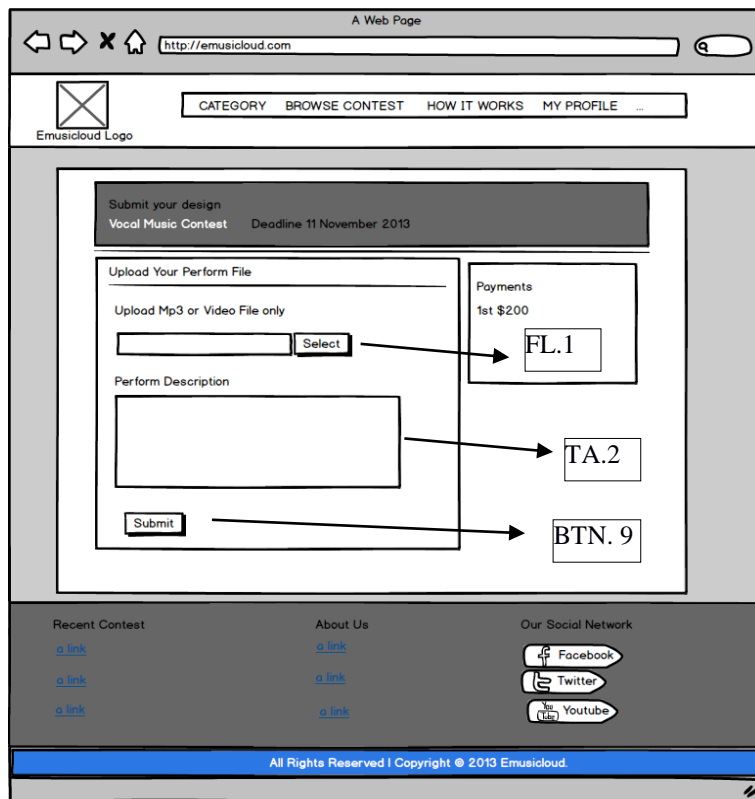 A Web Page
http://emusicloud.com
Emusicloud Logo
CATEGORY BROWSE CONTEST HOW IT WORKS MY PROFILE ...
Submit your design
Vocal Music Contest Deadline 11 November 2013
Upload Your Perform File
Upload Mp3 or Video File only
Select
Perform Description
Submit
Payments
1st $200
FL.1
TA.2
BTN. 9
Recent Contest
a link
a link
a link
About Us
a link
a link
a link
Our Social Network
Facebook
Twitter
You Tube Youtube
All Rights Reserved I Copyright © 2013 Emusicloud.